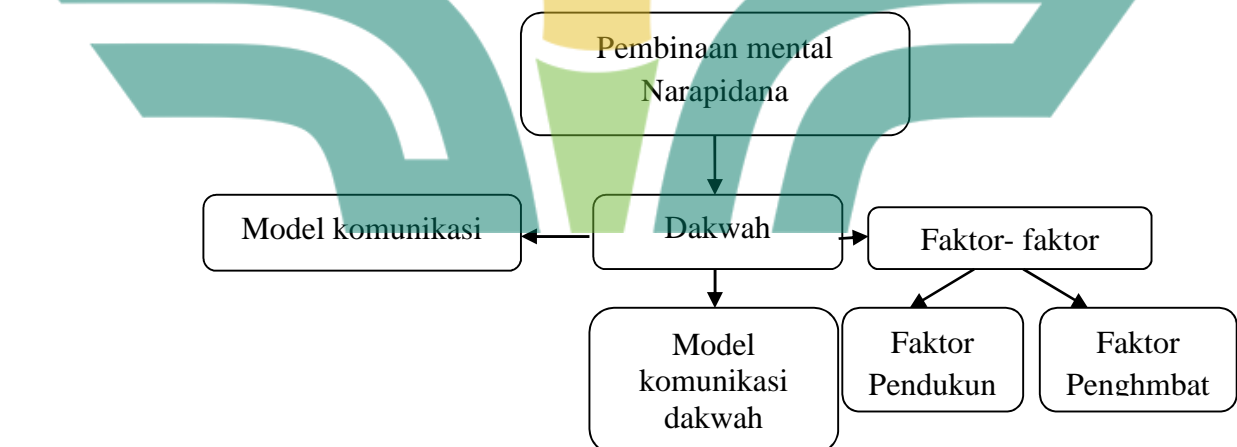 Pembinaan mental
Narapidana
Model komunikasi
Dakwah
Faktor- faktor
Model
komunikasi
dakwah
Faktor
Pendukun
Faktor
Penghmbat